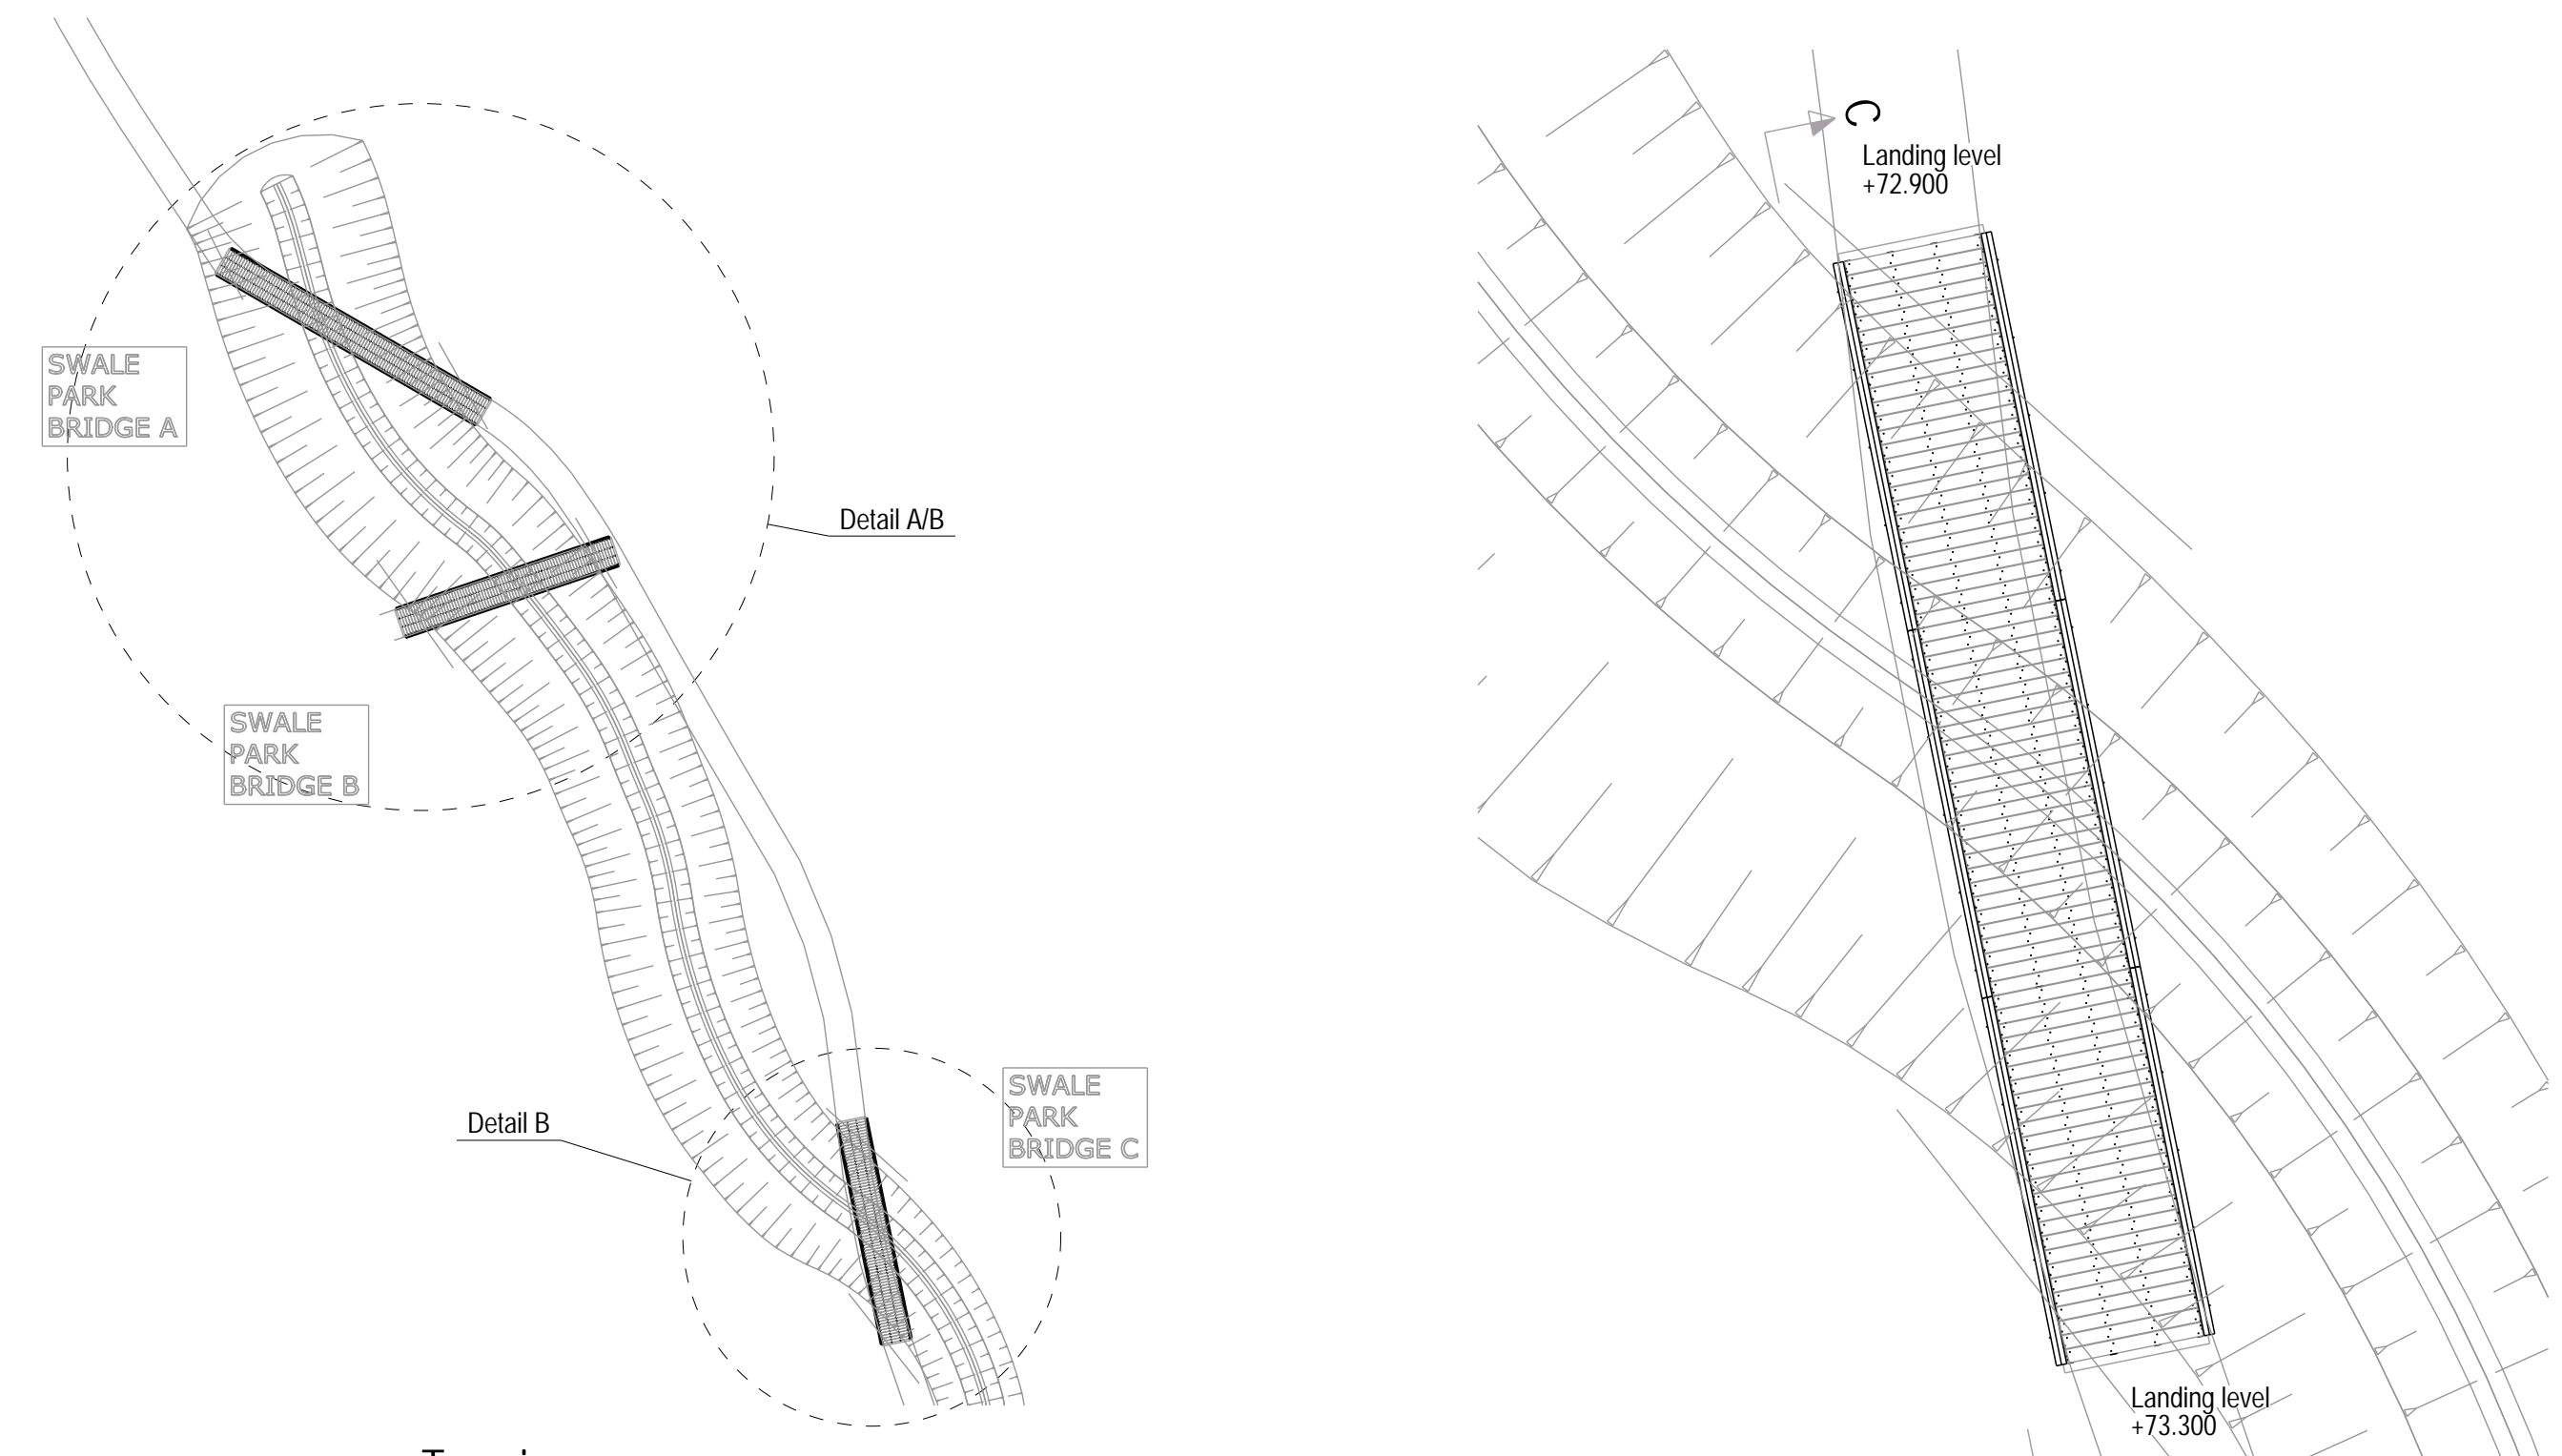 SWALE
PARK
BRIDGE A
Detail A/B
SWALE
PARK
BRIDGE B
Detail B
SWALE
PARK
BRIDGE C
C
Landing level
+72.900
Landing level
+73.300